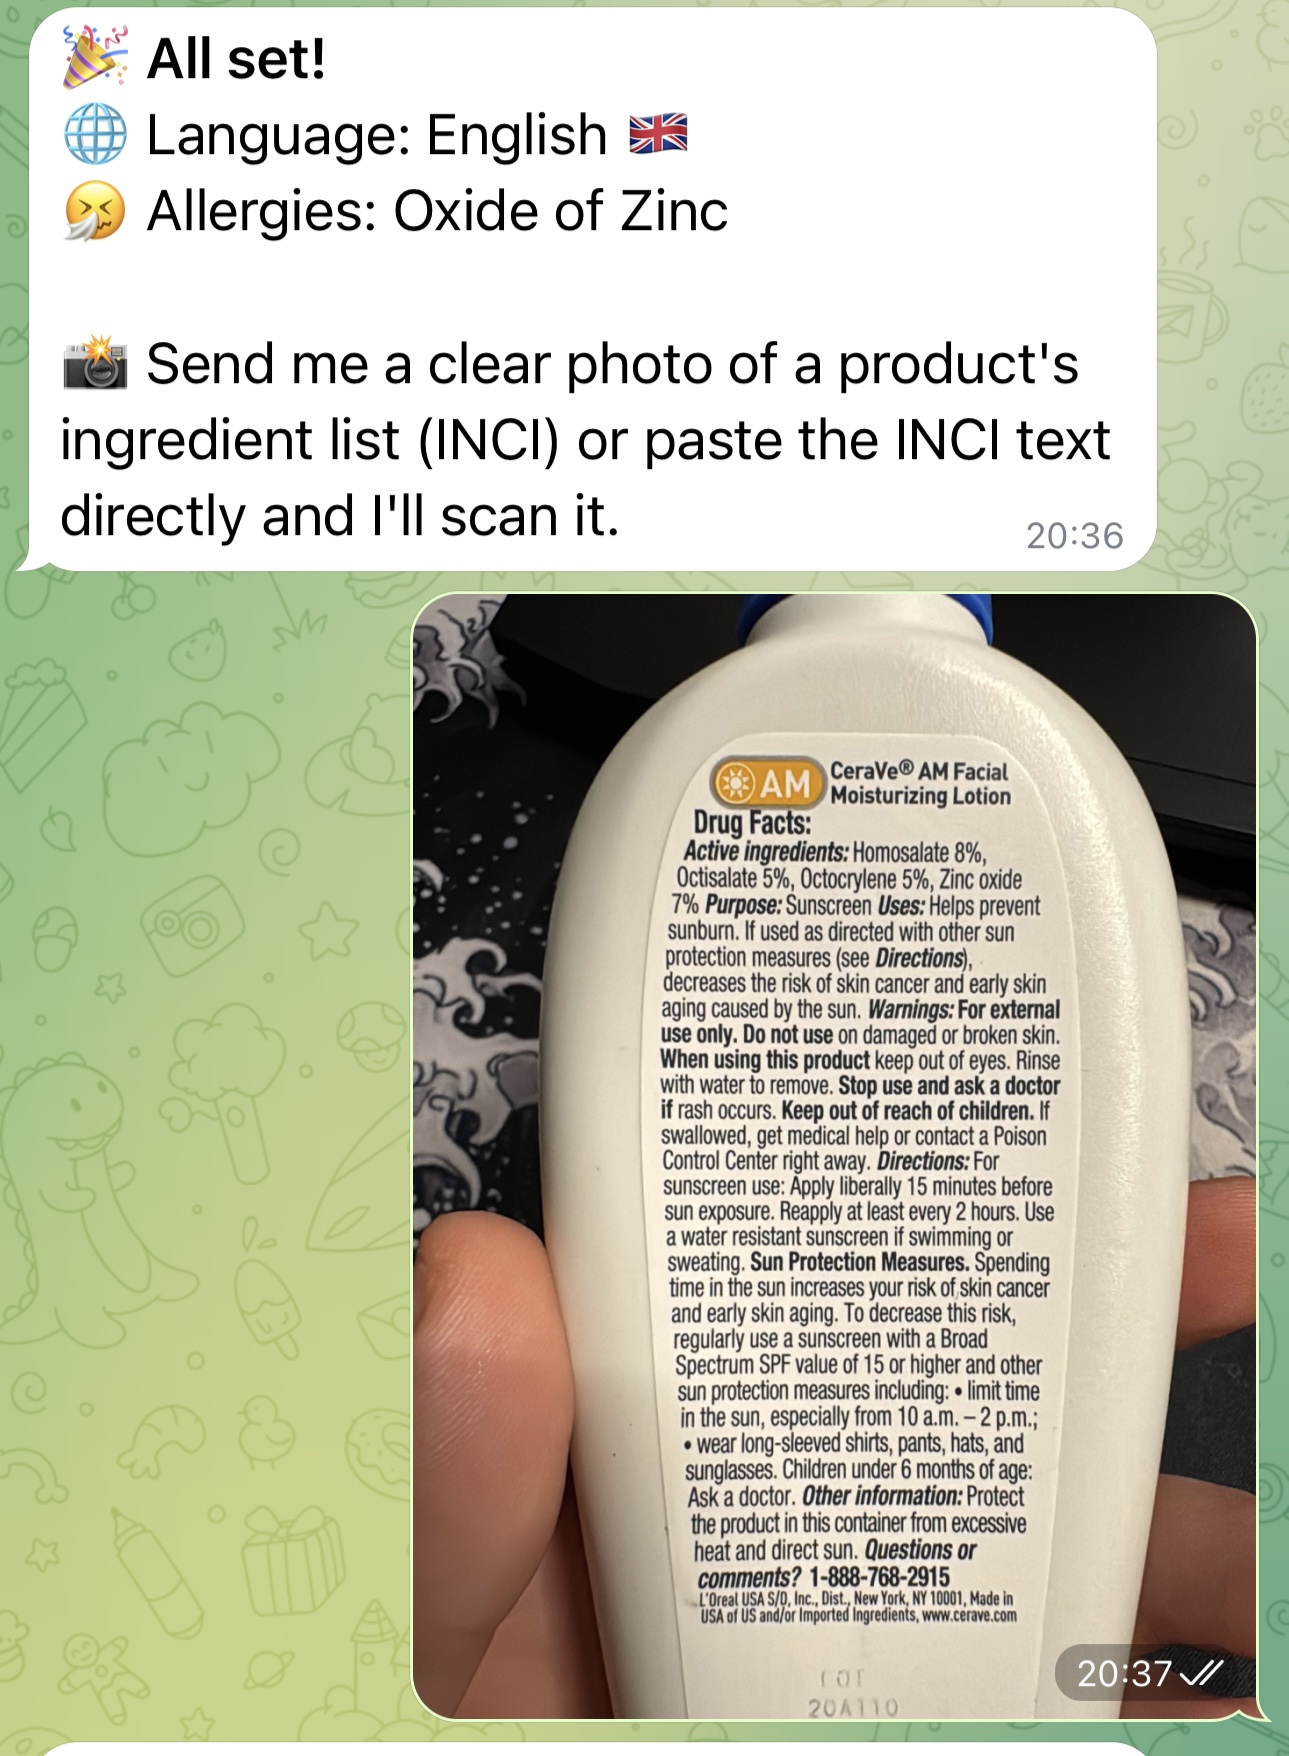 🎉 All set!
🌐 Language: English 🇬🇧
🤧 Allergies: Oxide of Zinc
📸 Send me a clear photo of a product's
ingredient list (INCI) or paste the INCI text
directly and I'll scan it.
20:36
AM
CeraVe® AM Facial
Moisturizing Lotion
Drug Facts:
Active ingredients: Homosalate 8%,
Octisalate 5%, Octocrylene 5%, Zinc oxide
7% Purpose: Sunscreen Uses: Helps prevent
sunburn. If used as directed with other sun
protection measures (see Directions),
decreases the risk of skin cancer and early skin
aging caused by the sun. Warnings: For external
use only. Do not use on damaged or broken skin.
When using this product keep out of eyes. Rinse
with water to remove. Stop use and ask a doctor
if rash occurs. Keep out of reach of children. If
swallowed, get medical help or contact a Poison
Control Center right away. Directions: For
sunscreen use: Apply liberally 15 minutes before
sun exposure. Reapply at least every 2 hours. Use
a water resistant sunscreen if swimming or
sweating. Sun Protection Measures. Spending
time in the sun increases your risk of skin cancer
and early skin aging. To decrease this risk,
regularly use a sunscreen with a Broad
Spectrum SPF value of 15 or higher and other
sun protection measures including: • limit time
in the sun, especially from 10 a.m. – 2 p.m.;
• wear long-sleeved shirts, pants, hats, and
sunglasses. Children under 6 months of age:
Ask a doctor. Other information: Protect
the product in this container from excessive
heat and direct sun. Questions or
comments? 1-888-768-2915
L'Oreal USA S/D, Inc., Dist., New York, NY 10001, Made in
USA of US and/or Imported Ingredients, www.cerave.com
LOT
20A110
20:37